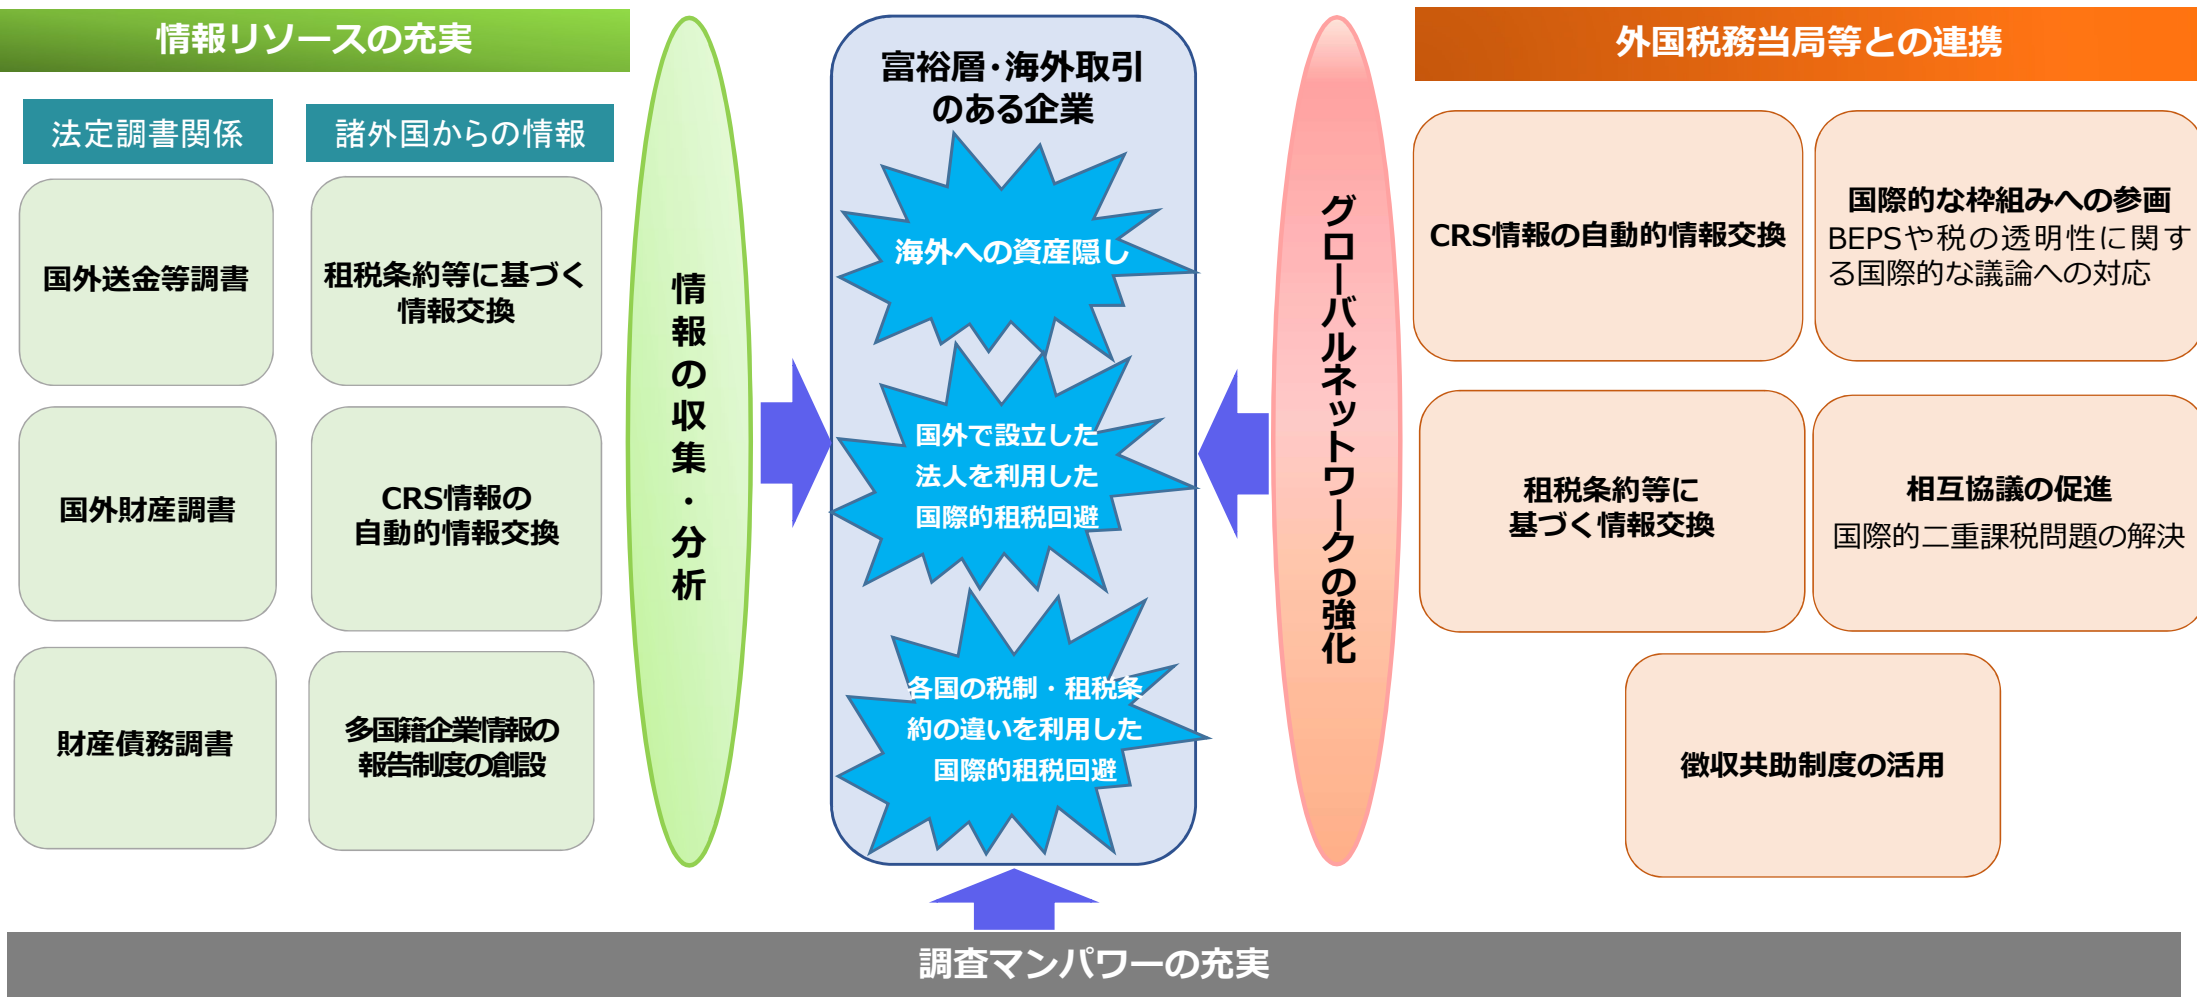 情報リソースの充実
法定調書関係
諸外国からの情報
国外送金等調書
租税条約等に基づく
情報交換
国外財産調書
CRS情報の
自動的情報交換
財産債務調書
多国籍企業情報の
報告制度の創設
情報の収集・分析
富裕層･海外取引
のある企業
海外への資産隠し
国外で設立した
法人を利用した
国際的租税回避
各国の税制・租税条
約の違いを利用した
国際的租税回避
グローバルネットワークの強化
外国税務当局等との連携
CRS情報の自動的情報交換
国際的な枠組みへの参画
BEPSや税の透明性に関す
る国際的な議論への対応
租税条約等に
基づく情報交換
相互協議の促進
国際的二重課税問題の解決
徴収共助制度の活用
調査マンパワーの充実